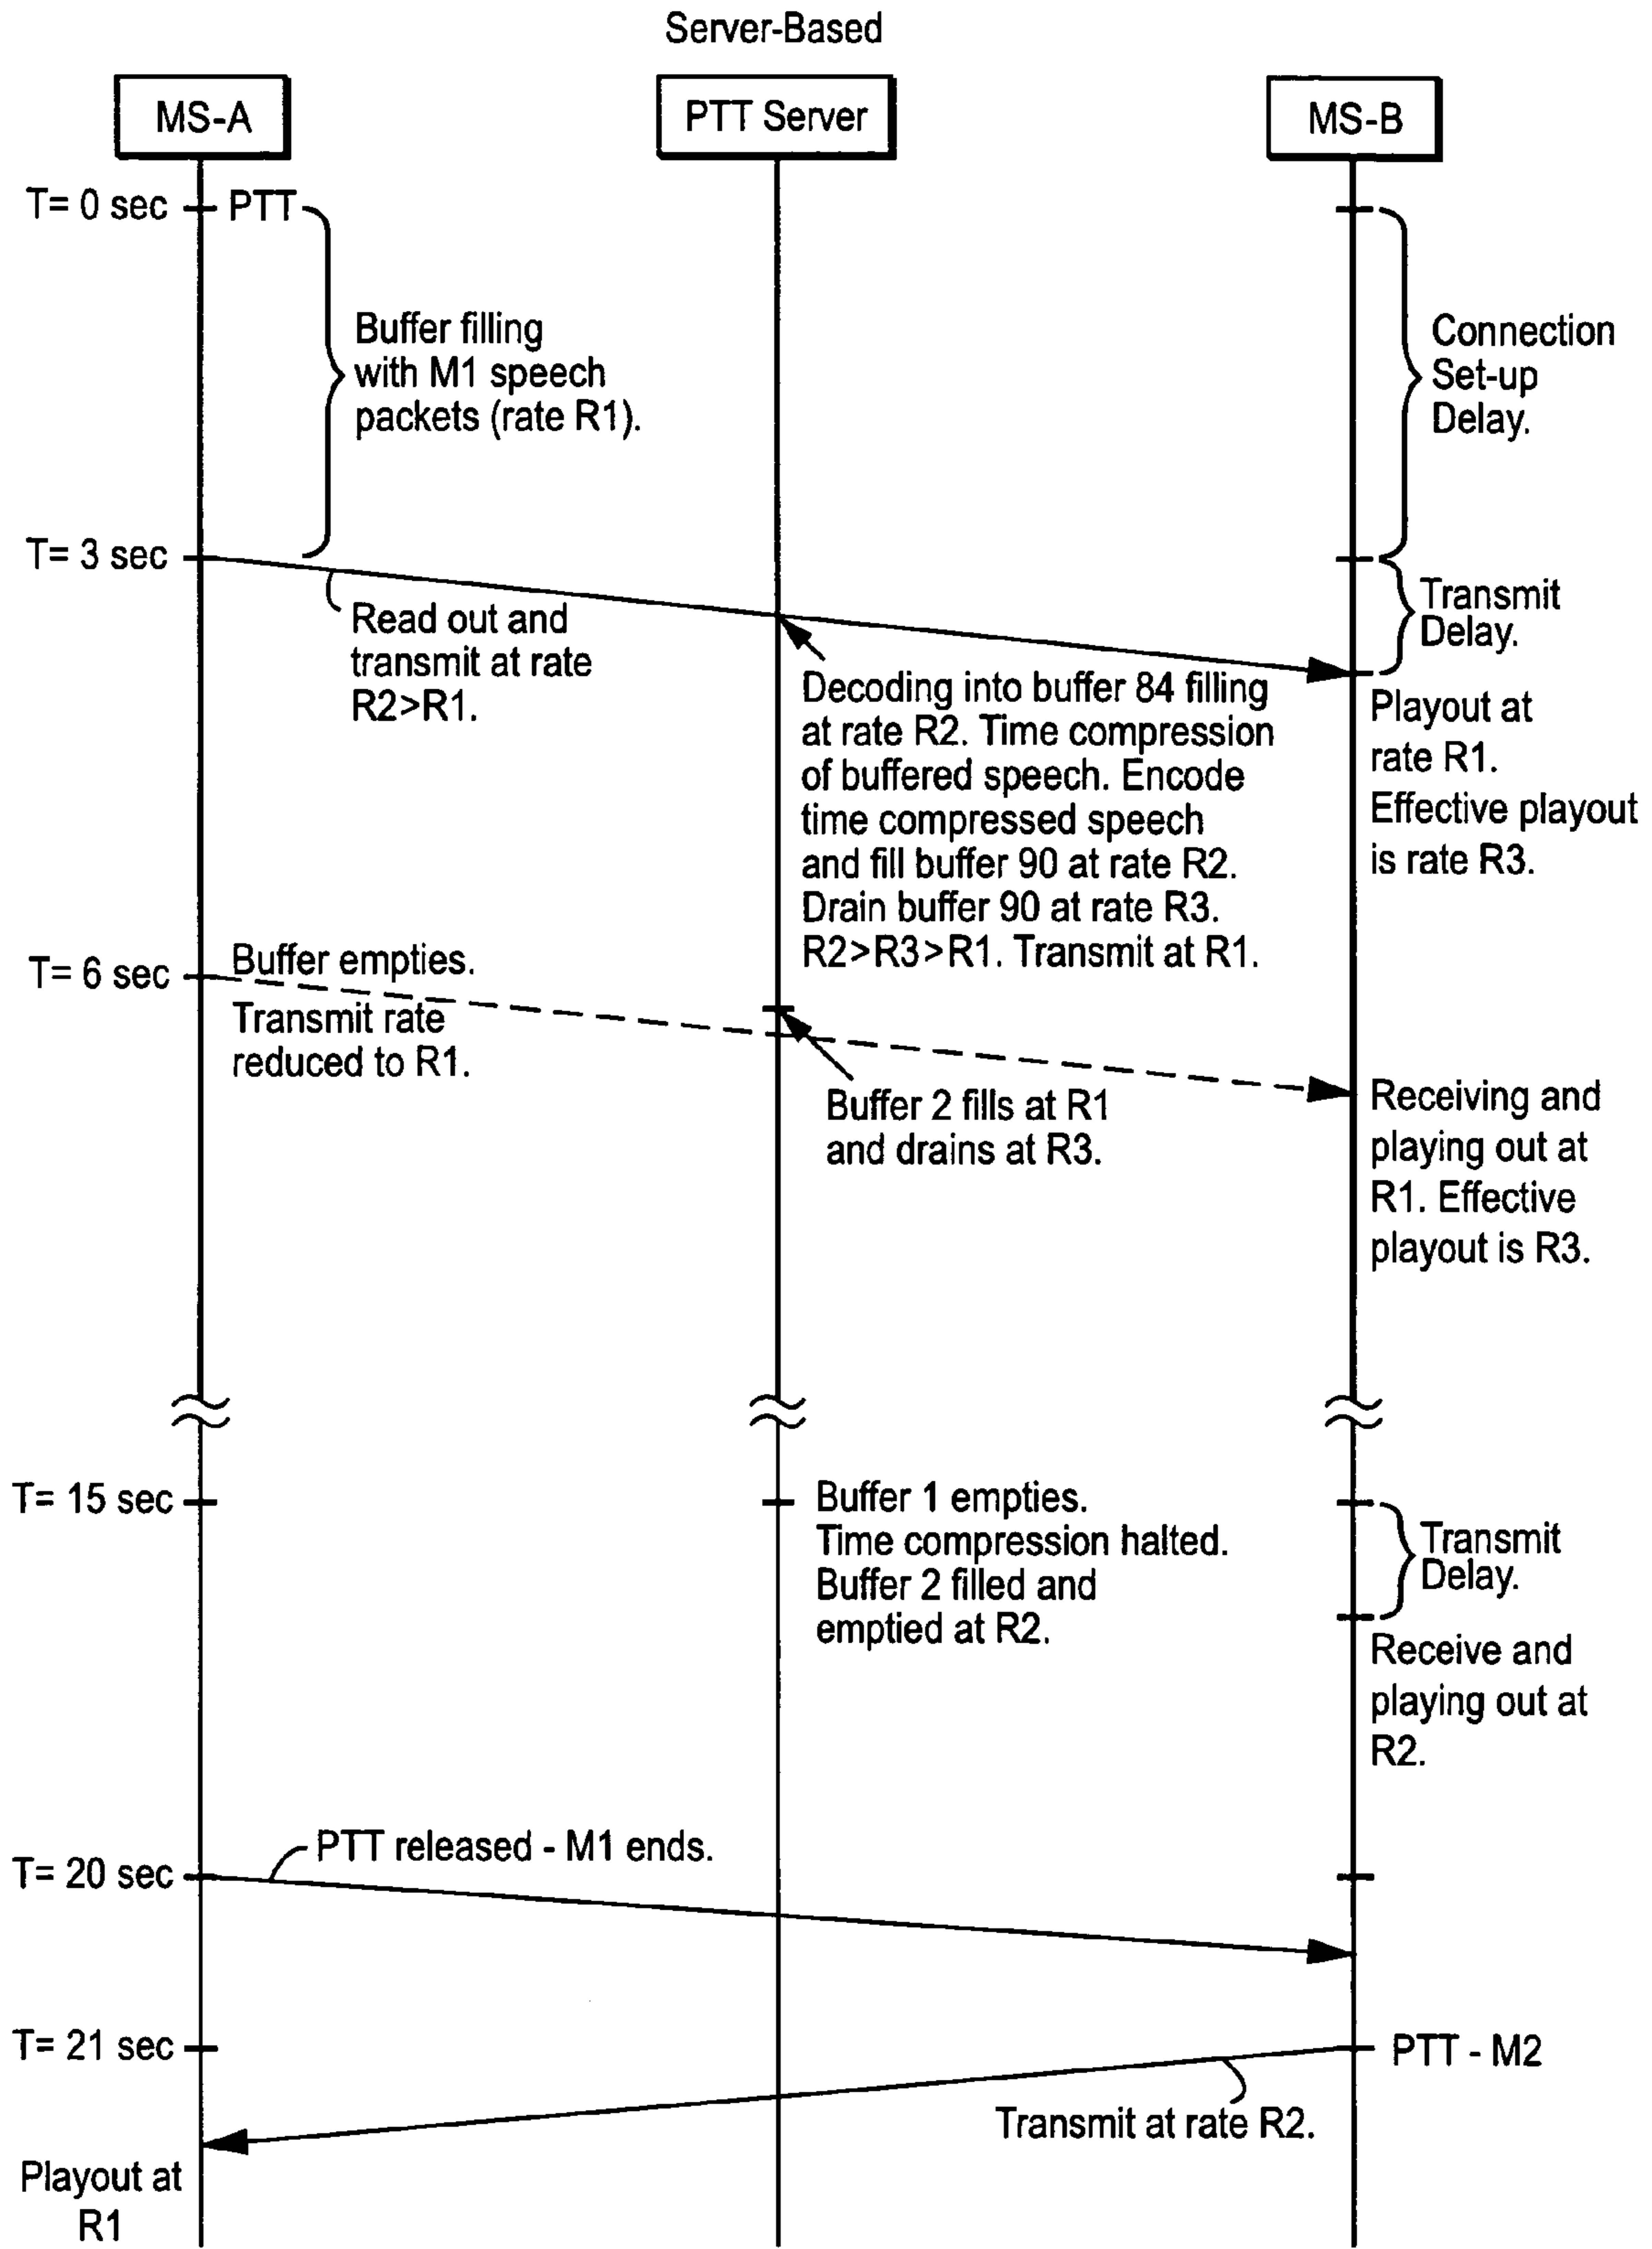 Server-Based
MS-A
PTT Server
MS-B
T= 0 sec
PTT
Buffer filling
with M1 speech
packets (rate R1).
Connection
Set-up
Delay.
T= 3 sec
Read out and
transmit at rate
R2>R1.
Transmit
Delay.
Decoding into buffer 84 filling
at rate R2. Time compression
of buffered speech. Encode
time compressed speech
and fill buffer 90 at rate R2.
Drain buffer 90 at rate R3.
R2>R3>R1. Transmit at R1.
Playout at
rate R1.
Effective playout
is rate R3.
T= 6 sec
Buffer empties.
Transmit rate
reduced to R1.
Buffer 2 fills at R1
and drains at R3.
Receiving and
playing out at
R1. Effective
playout is R3.
T= 15 sec
Buffer 1 empties.
Time compression halted.
Buffer 2 filled and
emptied at R2.
Transmit
Delay.
Receive and
playing out at
R2.
PTT released - M1 ends.
T= 20 sec
T= 21 sec
PTT - M2
Transmit at rate R2.
Playout at
R1